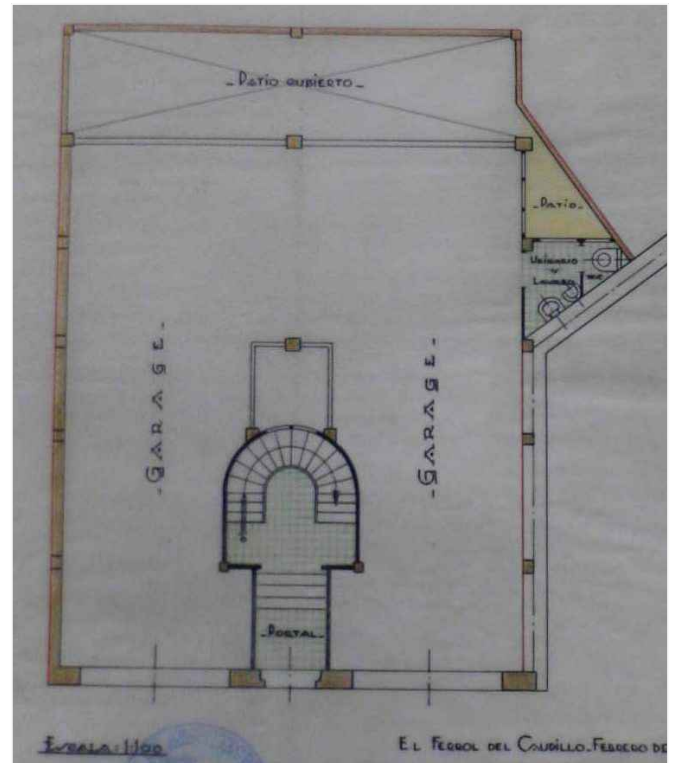 - PATIO CUBIERTO -
- PATIO -
URINARIO
Y
LAVABO
WC
- GARAGE -
- GARAGE -
- PORTAL -
ESCALA: 1:100
EL FERROL DEL CAUDILLO. FEBRERO DE